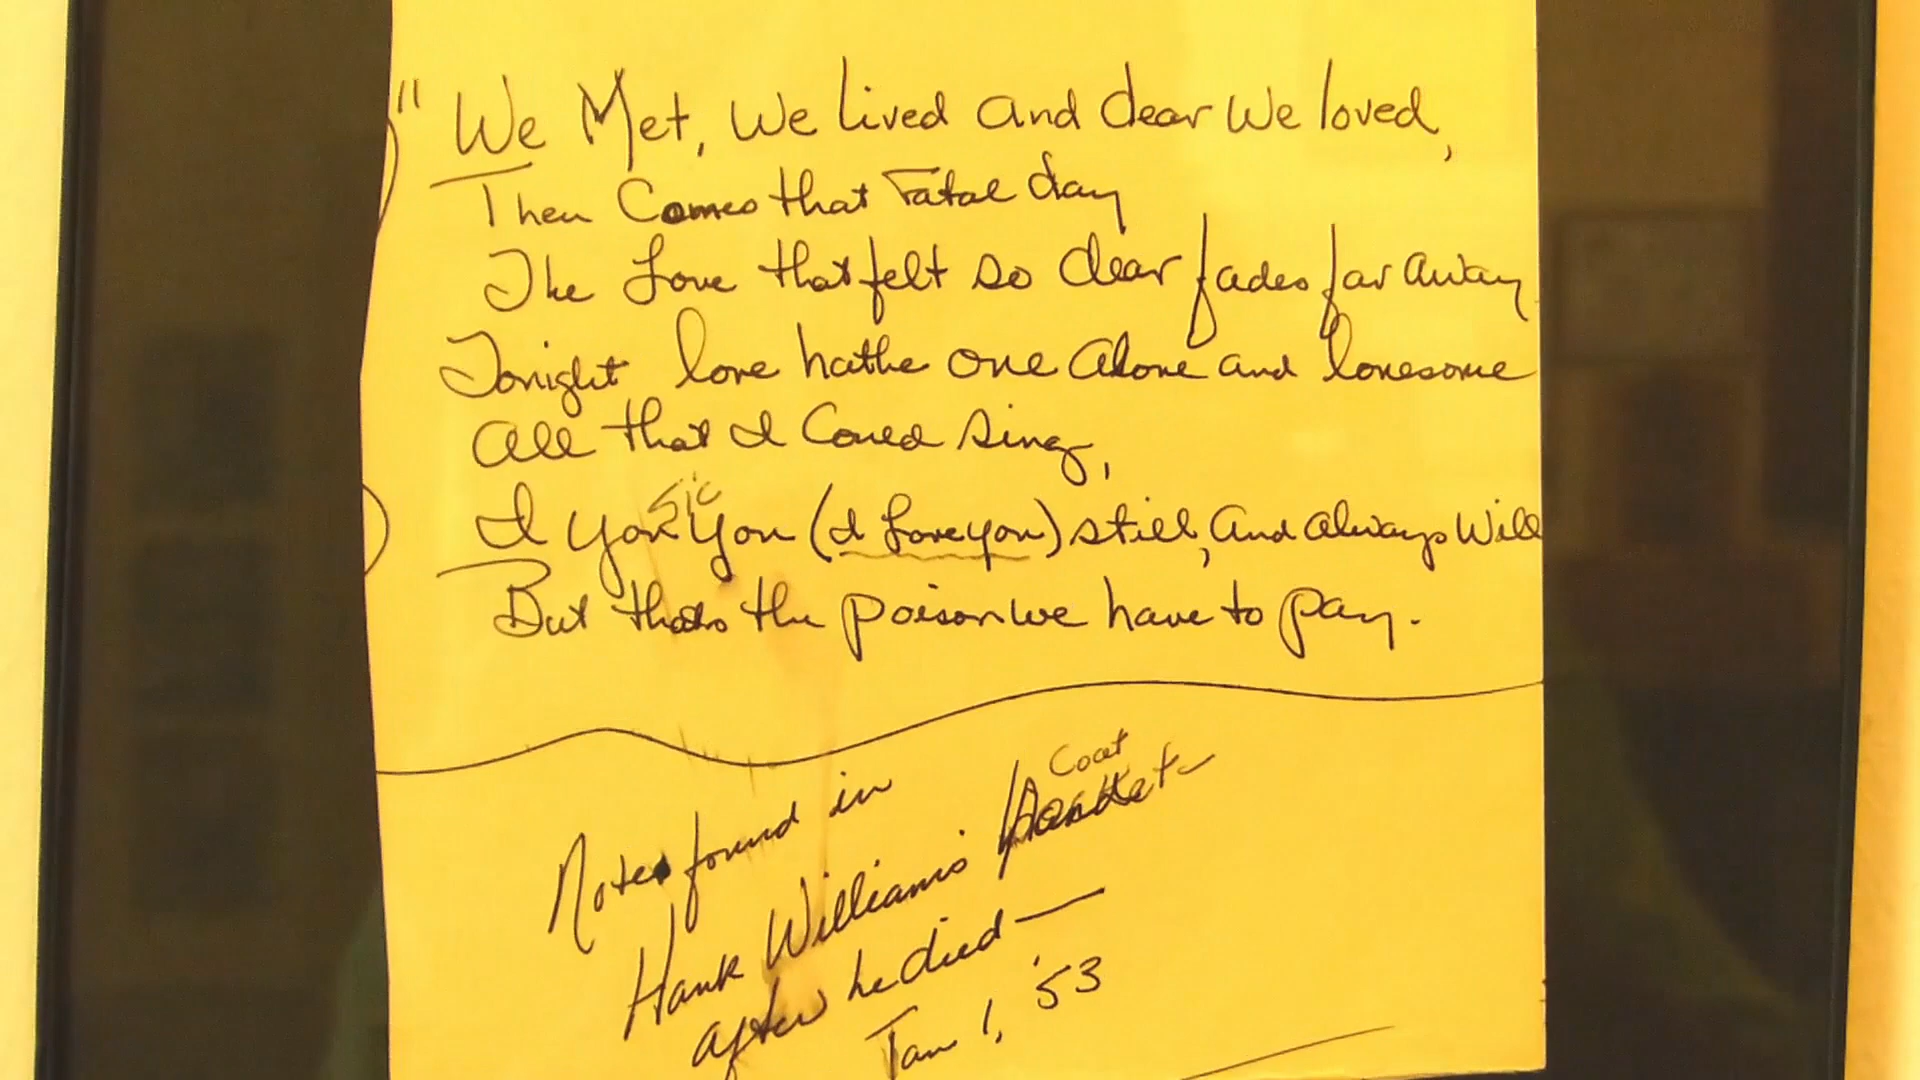 " We Met, We lived and dear We loved,
Then Comes that Fatal day
The Love that felt so dear fades far away
Tonight love hathe one alone and lonesome
All that I Could sing,
sic
I you you (I Love you) still, and always Will
But thats the poison we have to pay.
Coat
Notes found in
Hank Williams' pocket
after he died —
Jan 1, '53